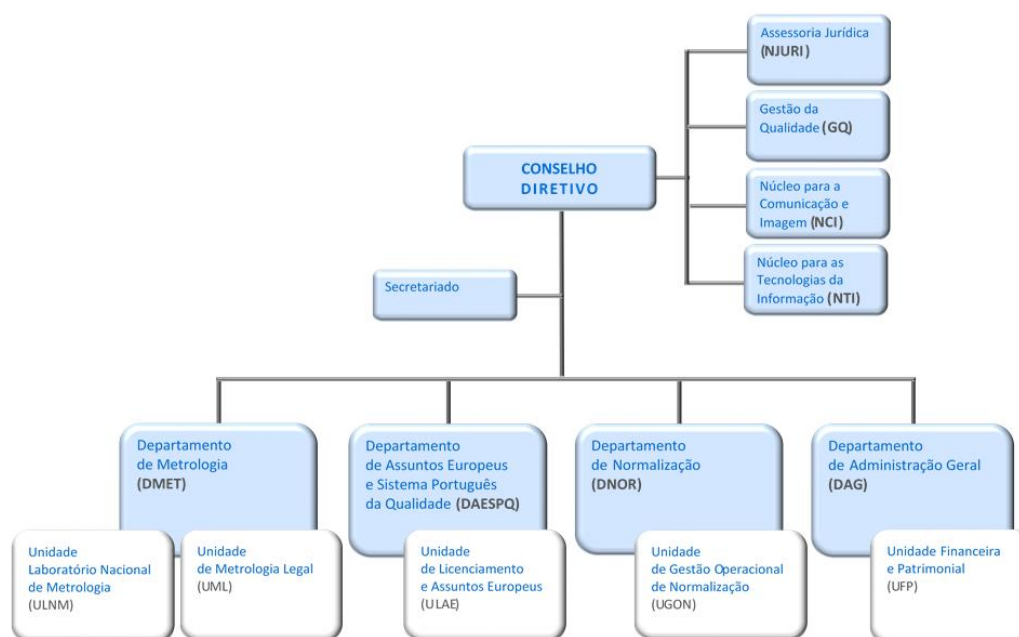 Assessoria Jurídica
(NJURI)
Gestão da
Qualidade (GQ)
CONSELHO
DIRETIVO
Núcleo para a
Comunicação e
Imagem (NCI)
Núcleo para as
Tecnologias da
Informação (NTI)
Secretariado
Departamento
de Metrologia
(DMET)
Departamento
de Assuntos Europeus
e Sistema Português
da Qualidade (DAESPQ)
Departamento
de Normalização
(DNOR)
Departamento
de Administração Geral
(DAG)
Unidade
Laboratório Nacional
de Metrologia
(ULNM)
Unidade
de Metrologia Legal
(UML)
Unidade
de Licenciamento
e Assuntos Europeus
(ULAE)
Unidade
de Gestão Operacional
de Normalização
(UGON)
Unidade Financeira
e Patrimonial
(UFP)